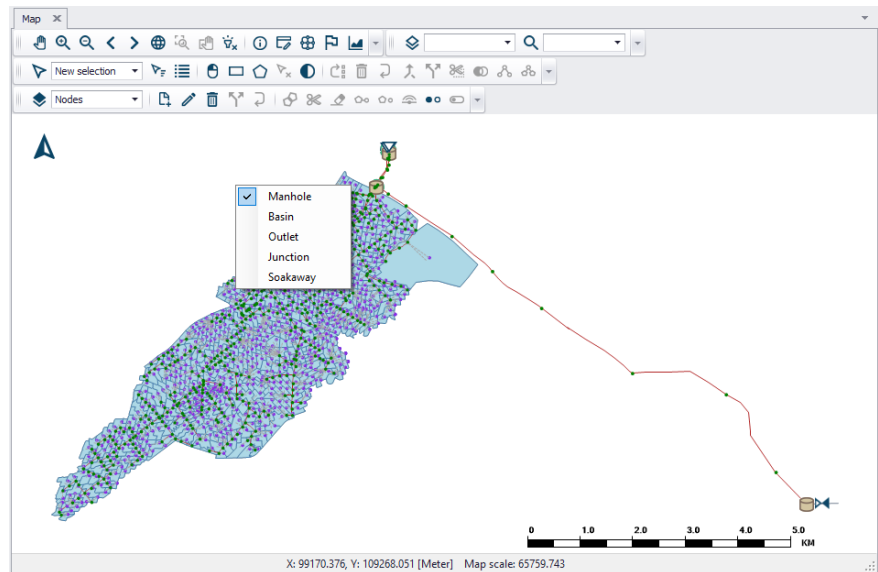 Map
New selection
Nodes
Manhole
Basin
Outlet
Junction
Soakaway
0 1.0 2.0 3.0 4.0 5.0
KM
X: 99170.376, Y: 109268.051 [Meter] Map scale: 65759.743